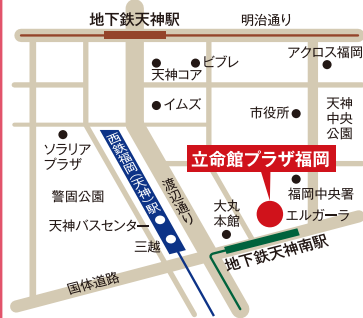 地下鉄天神駅
明治通り
アクロス福岡
ビブレ
天神コア
イムズ
市役所
天神
中央
公園
ソラリア
プラザ
西鉄福岡(天神)駅
立命館プラザ福岡
警固公園
渡辺通り
大丸
本館
福岡中央署
エルガーラ
天神バスセンター
三越
地下鉄天神南駅
国体道路